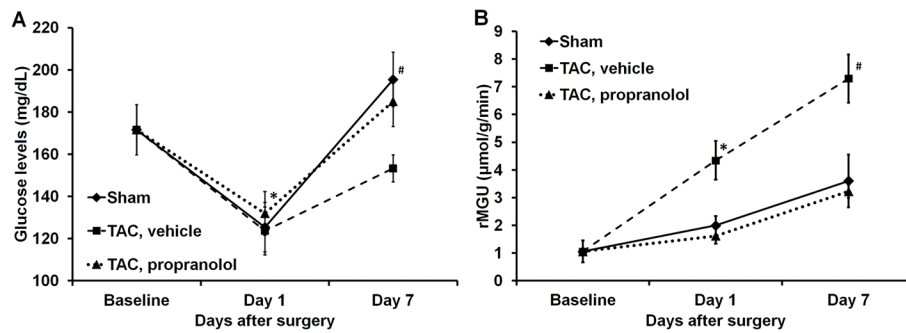 A
Glucose levels (mg/dL)
220
200
180
160
140
120
100
#
*
Sham
TAC, vehicle
TAC, propranolol
Baseline
Day 1
Day 7
Days after surgery
B
rMGU (µmol/g/min)
9
8
7
6
5
4
3
2
1
0
Sham
TAC, vehicle
TAC, propranolol
#
*
Baseline
Day 1
Day 7
Days after surgery